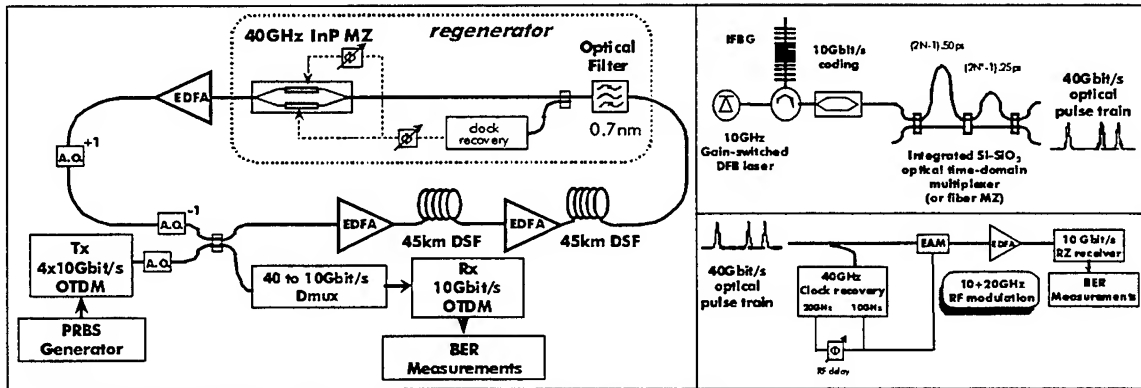 regenerator
40GHz InP MZ
Φ
Optical
Filter
EDFA
clock
recovery
Φ
0.7nm
A.O.
+1
A.O.
-1
EDFA
EDFA
45km DSF
45km DSF
Tx
4x10Gbit/s
OTDM
A.O.
40 to 10Gbit/s
Dmux
Rx
10Gbit/s
OTDM
PRBS
Generator
BER
Measurements
IFBG
10Gbit/s
coding
(2N-1).50ps
40Gbit/s
optical
pulse train
10GHz
Gain-switched
DFB laser
Integrated Si-SiO2
optical time-domain
multiplexer
(or fiber MZ)
40Gbit/s
optical
pulse train
EAM
EDFA
10 Gbit/s
RZ receiver
40GHz
Clock recovery
20GHz
10GHz
10+20GHz
RF modulation
BER
Measurements
Φ
RF delay